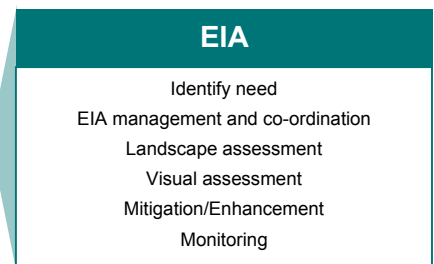 EIA
Identify need
EIA management and co-ordination
Landscape assessment
Visual assessment
Mitigation/Enhancement
Monitoring